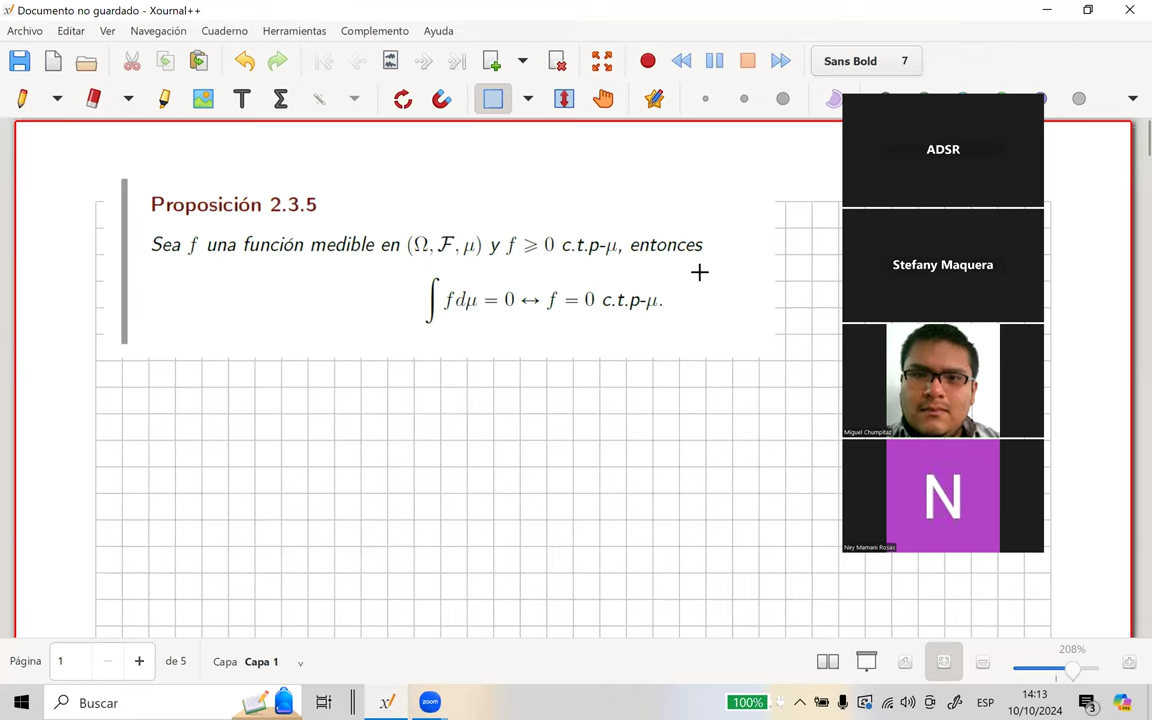 Documento no guardado - Xournal++
Archivo Editar Ver Navegación Cuaderno Herramientas Complemento Ayuda
Sans Bold 7
ADSR
Proposición 2.3.5
Sea f una función medible en (Ω, ℱ, μ) y f ⩾ 0 c.t.p-μ, entonces
Stefany Maquera
∫ f dμ = 0 ↔ f = 0 c.t.p-μ.
Miguel Chumpitaz
N
Ney Mamani Rosas
Página 1 de 5 Capa Capa 1
208%
Buscar
zoom
100%
ESP
14:13
10/10/2024
3